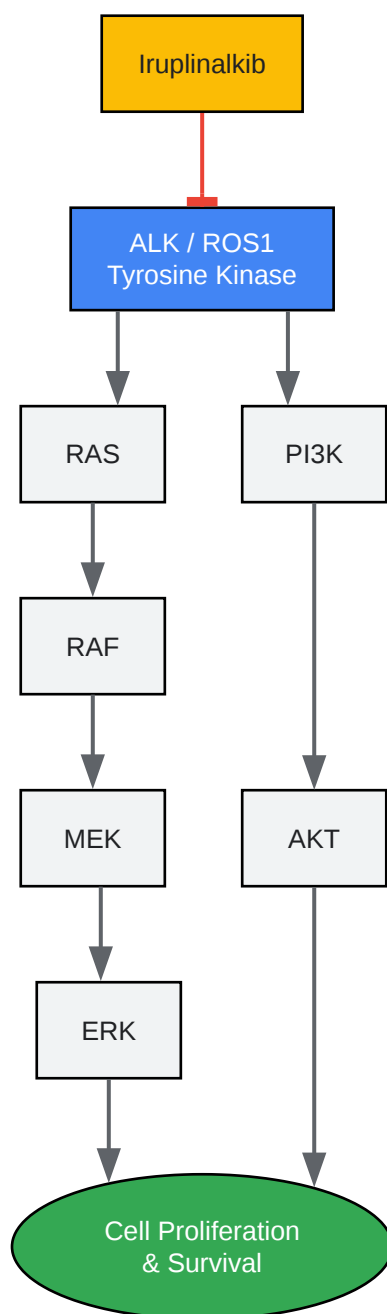 Iruplinalkib
ALK / ROS1
Tyrosine Kinase
RAS
PI3K
RAF
MEK
AKT
ERK
Cell Proliferation
& Survival